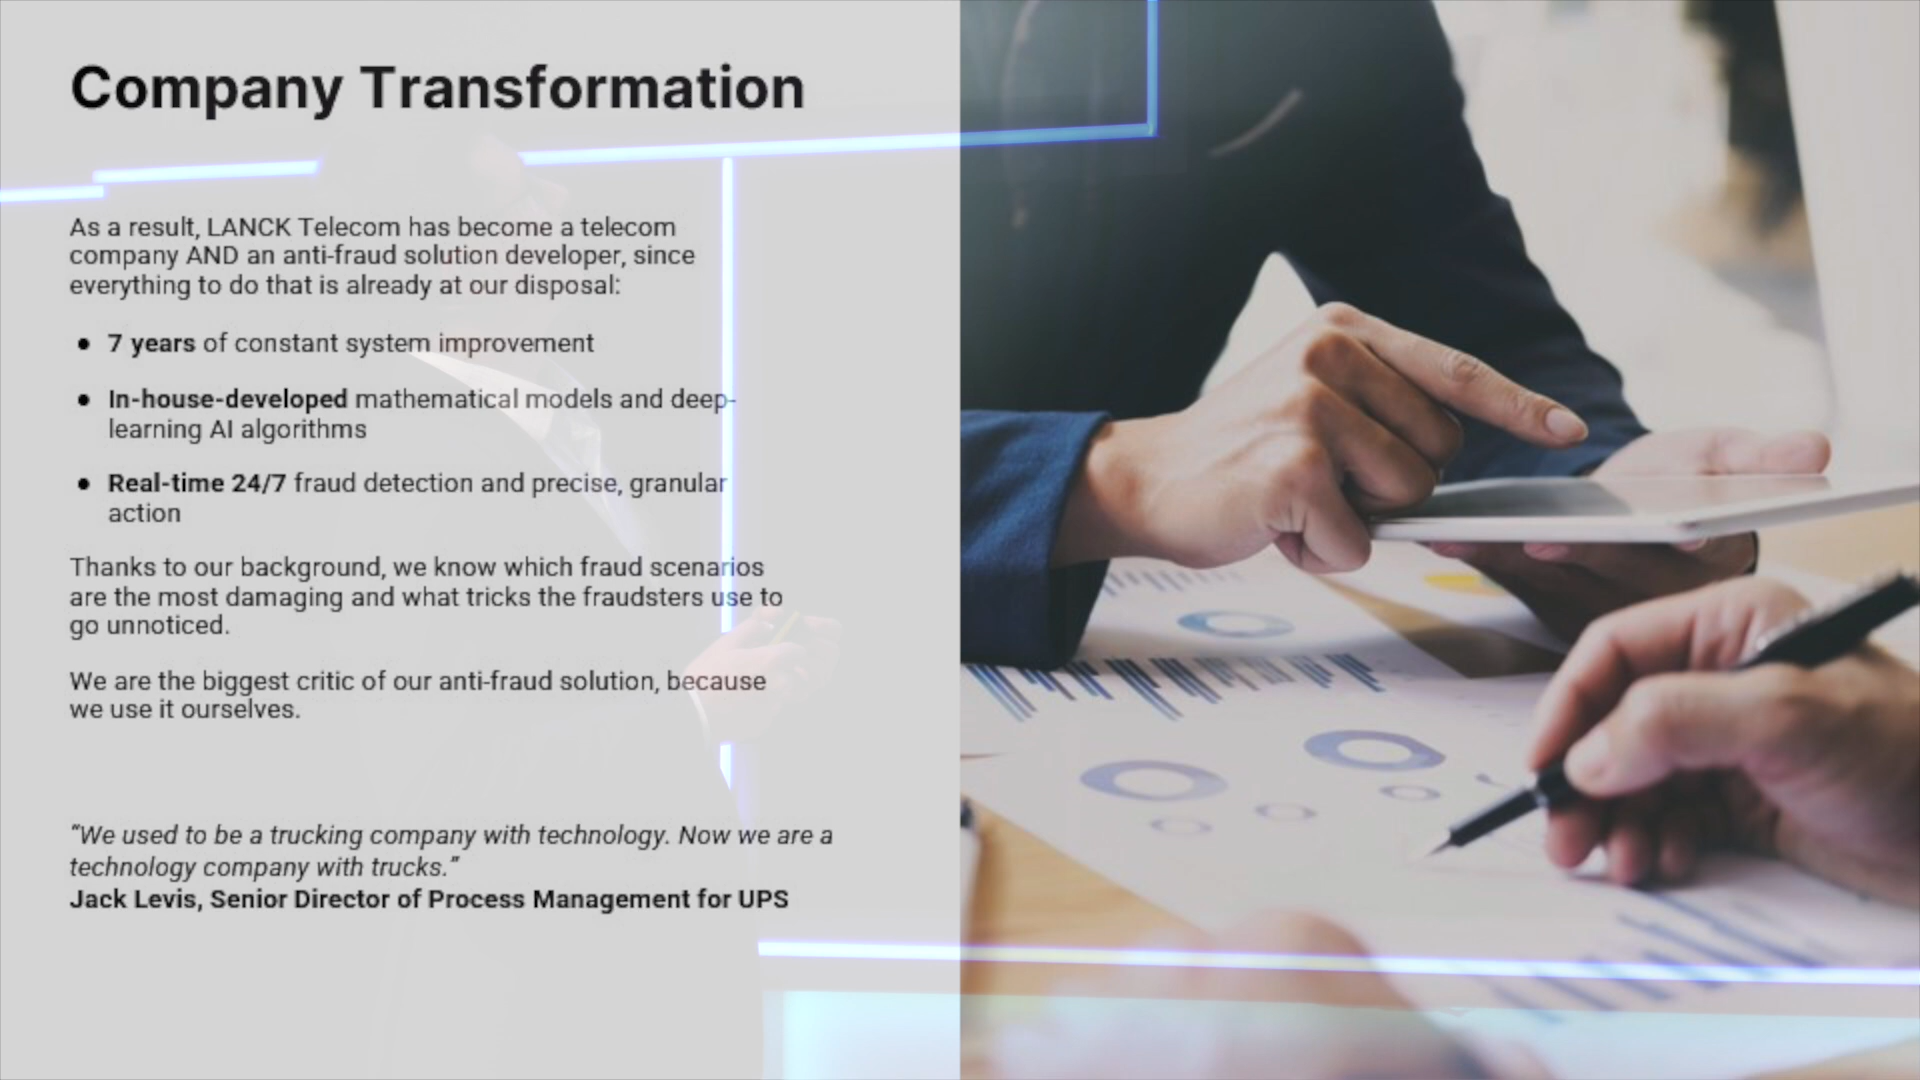 Company Transformation
As a result, LANCK Telecom has become a telecom
company AND an anti-fraud solution developer, since
everything to do that is already at our disposal:
● 7 years of constant system improvement
● In-house-developed mathematical models and deep-
learning AI algorithms
● Real-time 24/7 fraud detection and precise, granular
action
Thanks to our background, we know which fraud scenarios
are the most damaging and what tricks the fraudsters use to
go unnoticed.
We are the biggest critic of our anti-fraud solution, because
we use it ourselves.
“We used to be a trucking company with technology. Now we are a
technology company with trucks.”
Jack Levis, Senior Director of Process Management for UPS